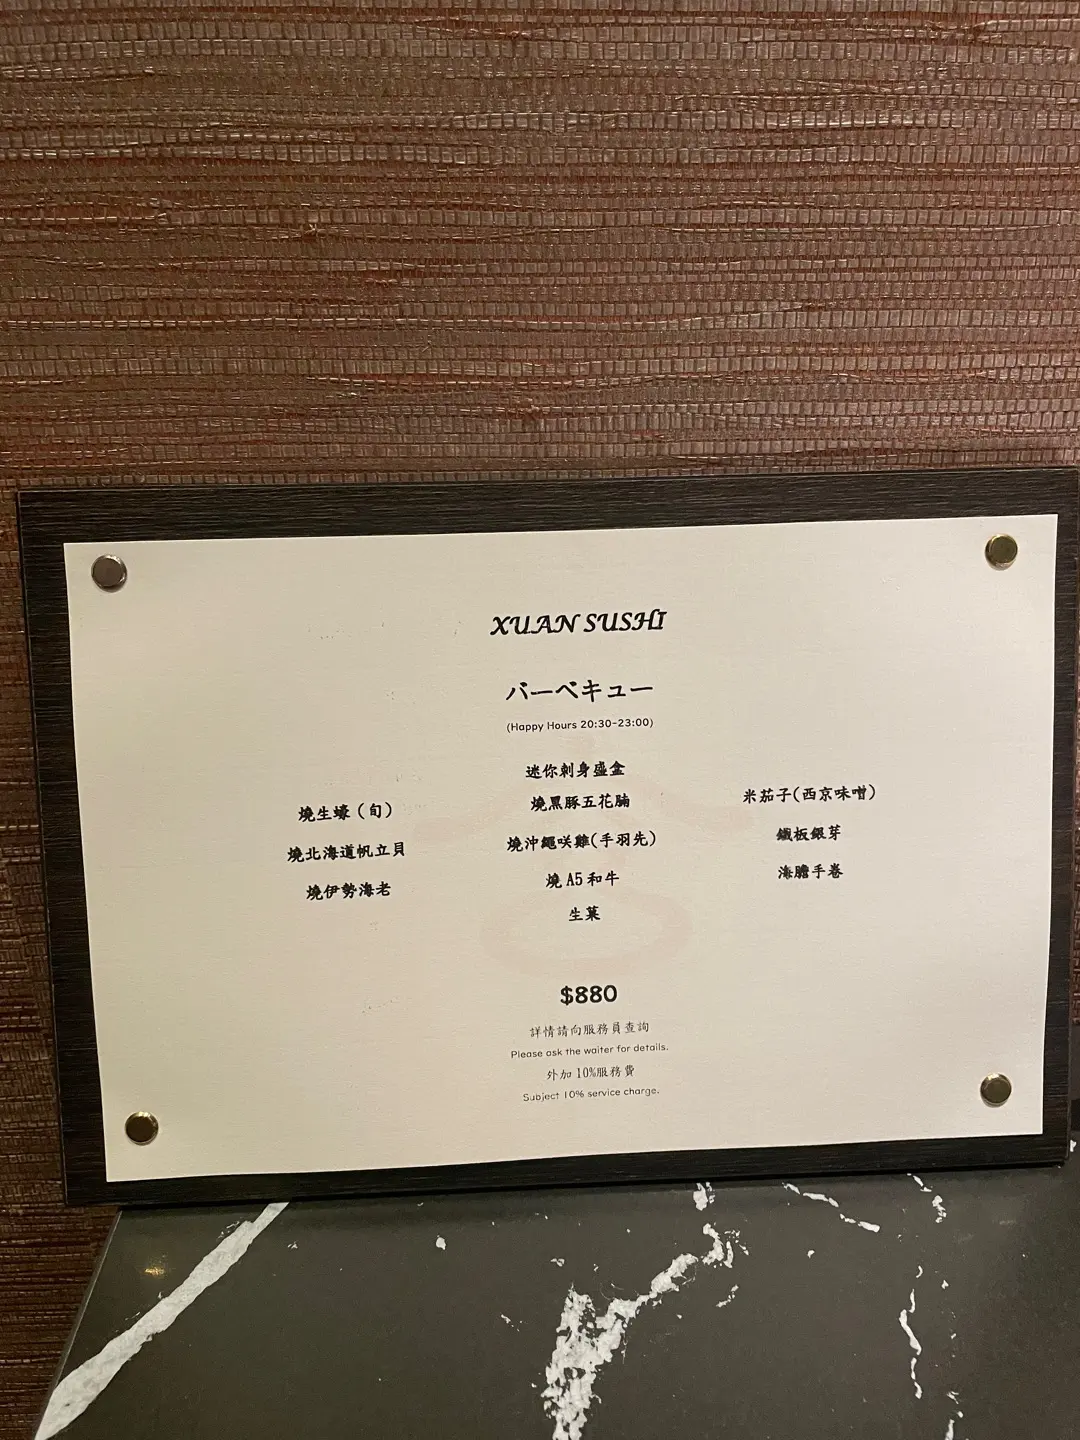 XUAN SUSHI
バーベキュー
(Happy Hours 20:30-23:00)
迷你刺身盛盒
燒生蠔（旬）
燒北海道帆立貝
燒伊勢海老
燒黑豚五花腩
燒沖繩咲雞(手羽先)
燒 A5 和牛
生菓
米茄子(西京味噌)
鐵板銀芽
海膽手卷
$880
詳情請向服務員查詢
Please ask the waiter for details.
外加 10%服務費
Subject 10% service charge.